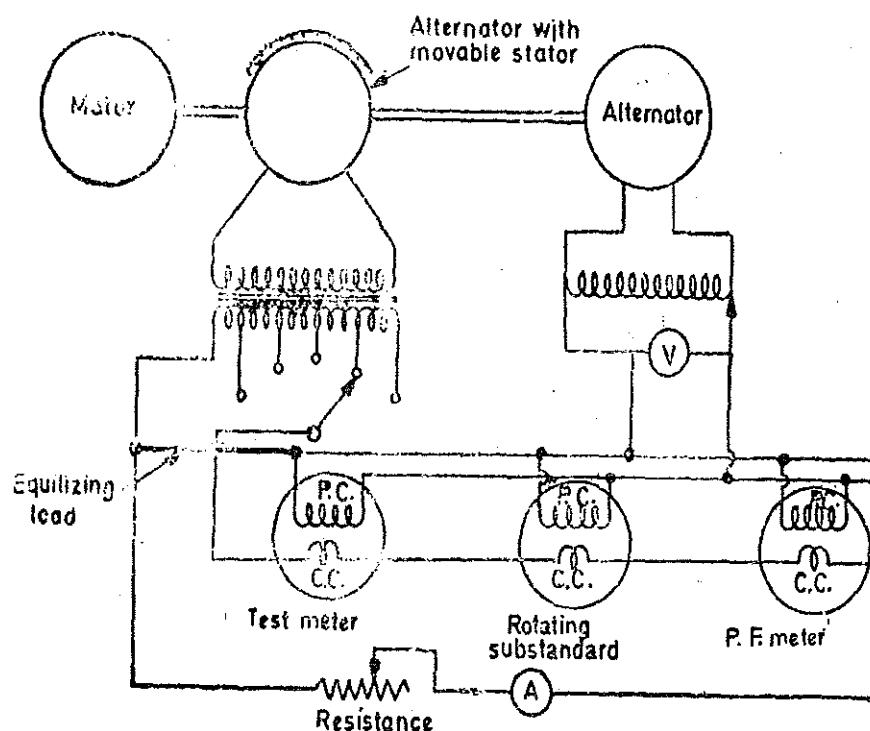 Alternator with
movable stator
Motor
Alternator
V
Equilizing
lead
P.C.
P.C.
C.C.
C.C.
C.C.
Test meter
Rotating
substandard
P. F. meter
A
Resistance